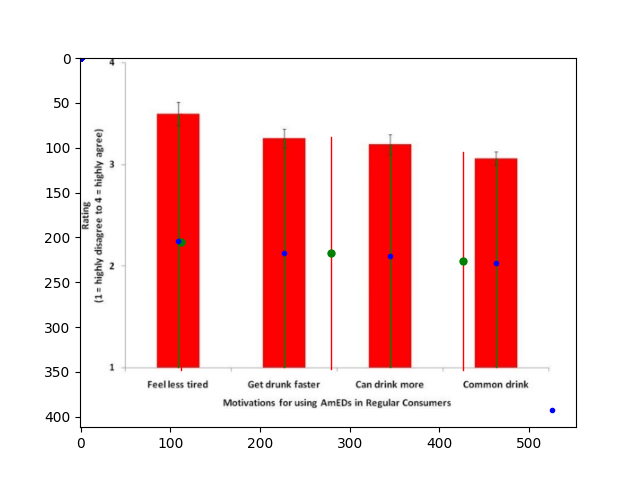 0
50
100
150
200
250
300
350
400
0
100
200
300
400
500
Rating
(1 = highly disagree to 4 = highly agree)
4
3
2
1
Feel less tired
Get drunk faster
Can drink more
Common drink
Motivations for using AmEDs in Regular Consumers